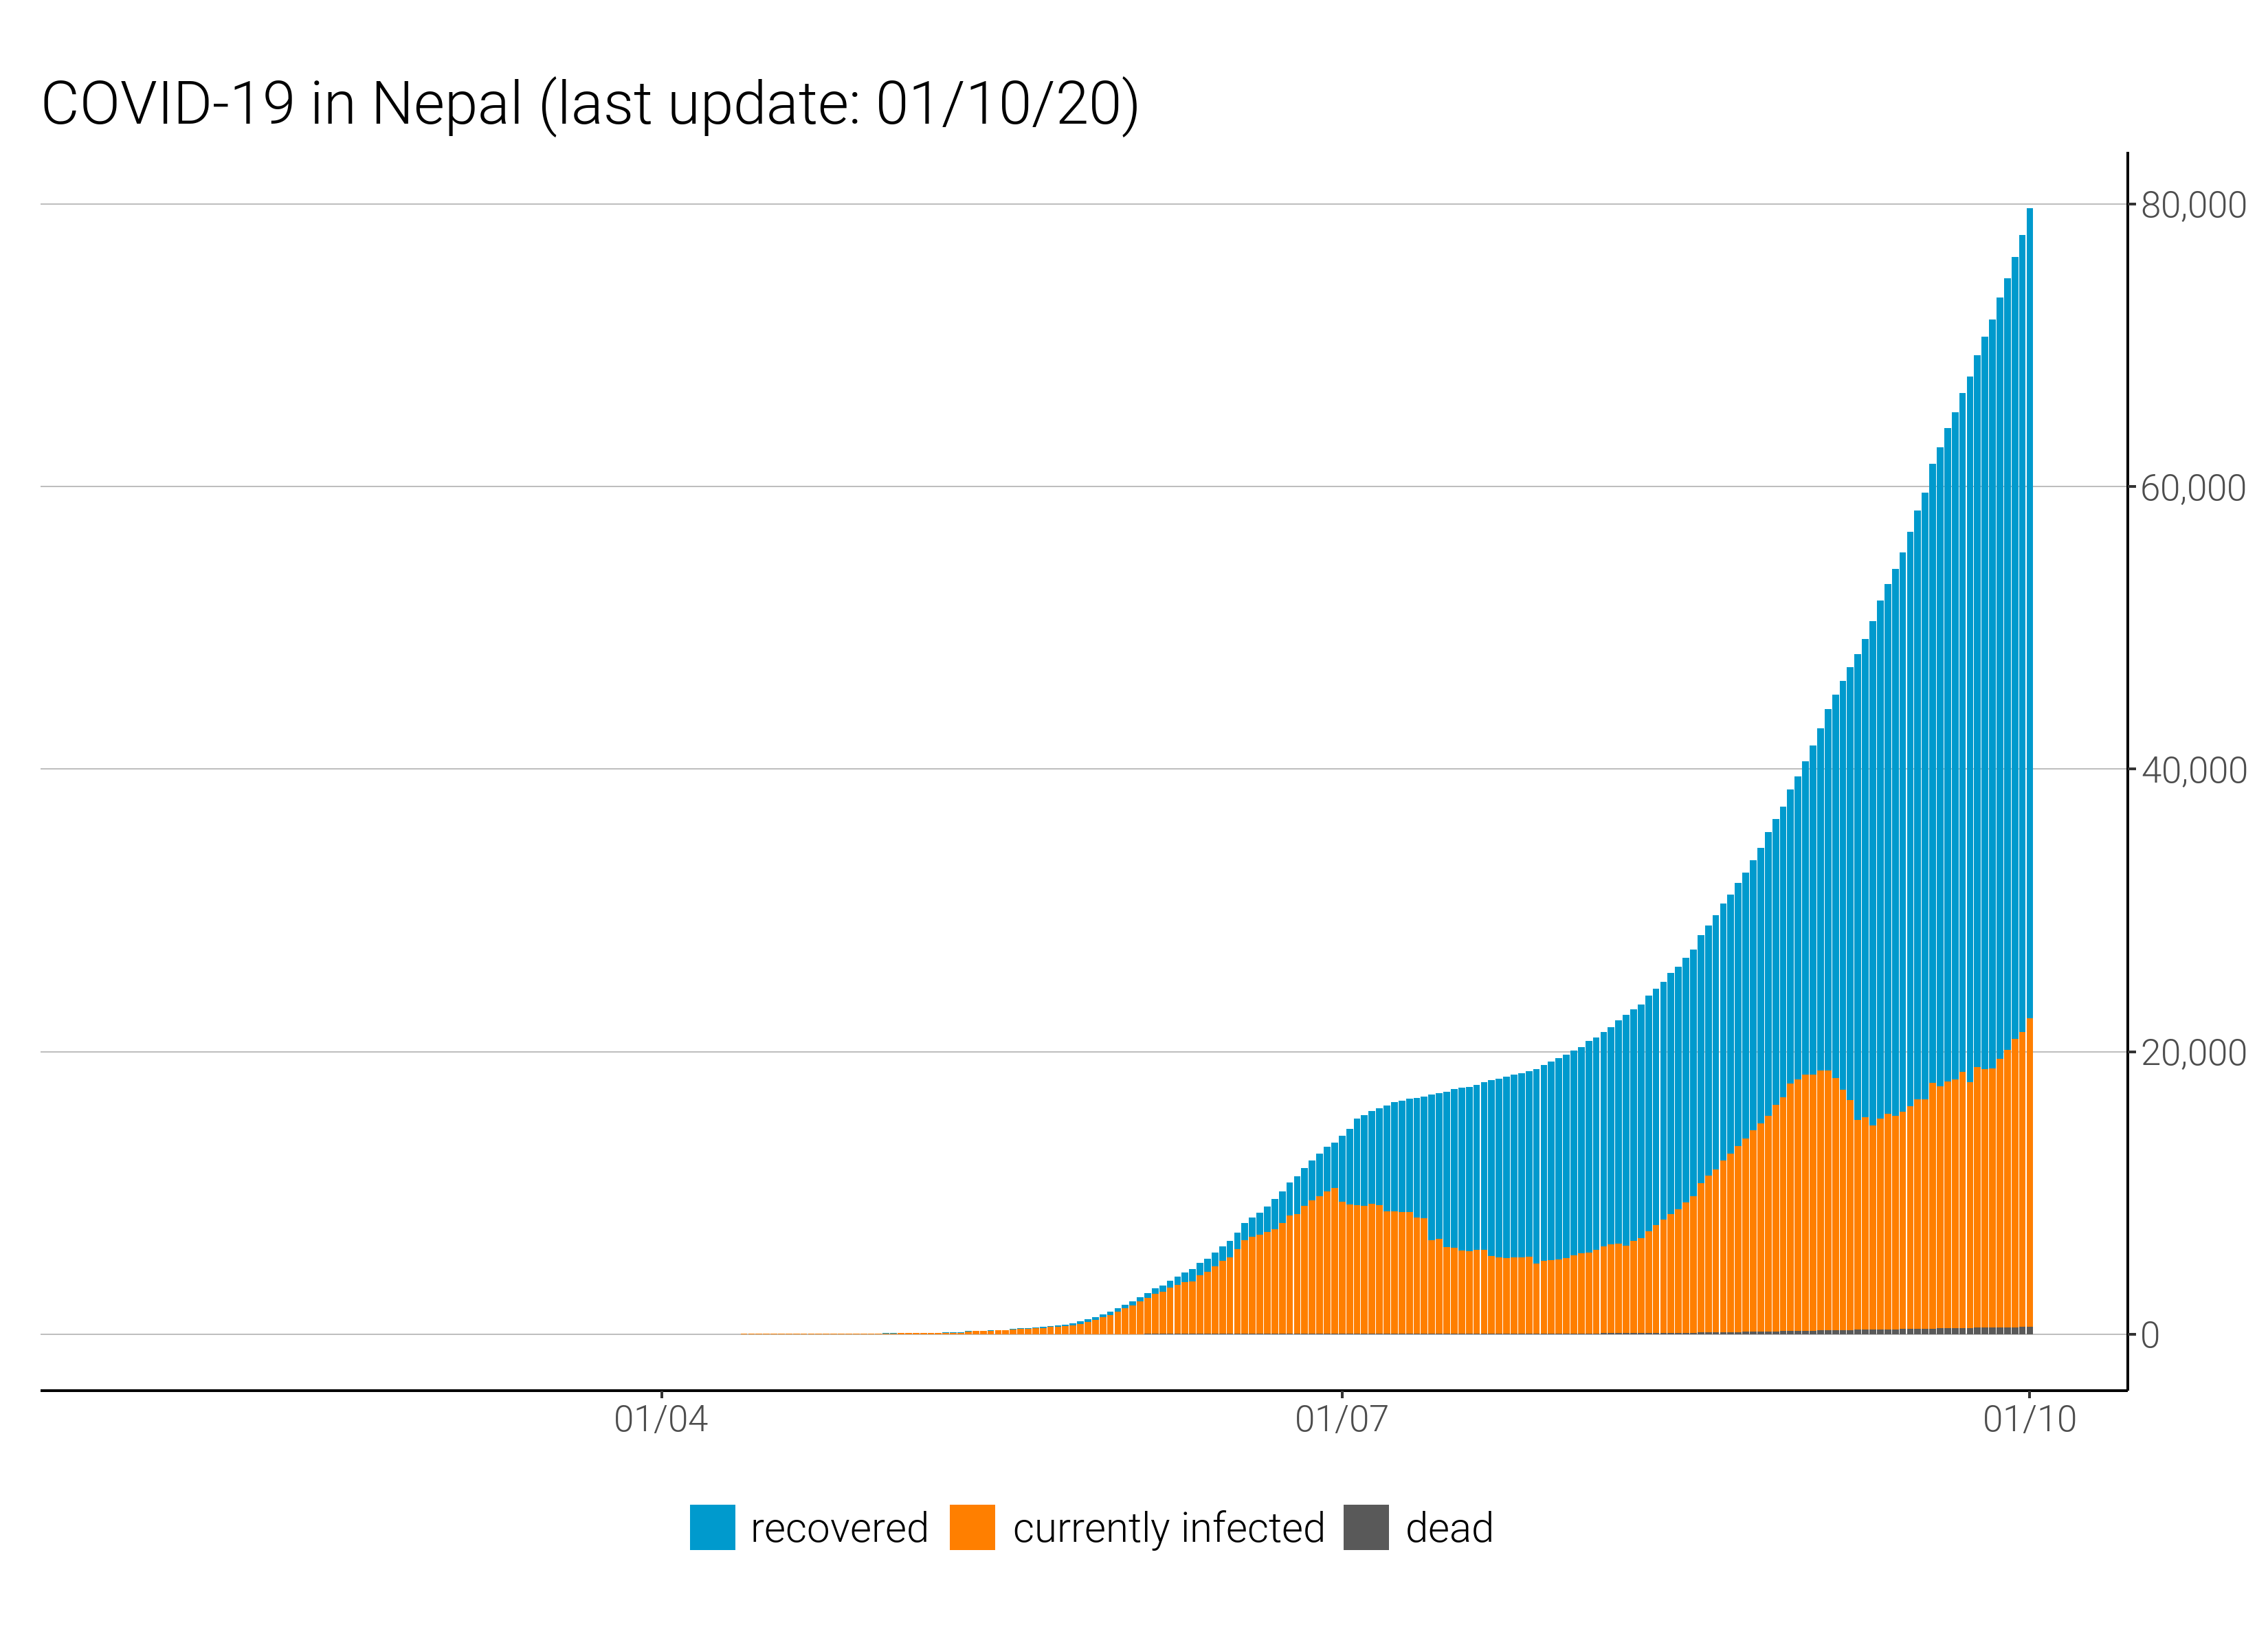 COVID-19 in Nepal (last update: 01/10/20)
80,000
60,000
40,000
20,000
0
01/04 01/07 01/10
recovered currently infected dead